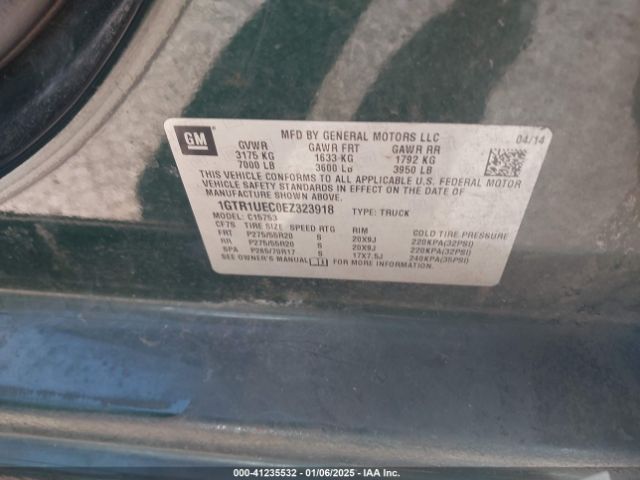 GM
MFD BY GENERAL MOTORS LLC 04/14
GVWR GAWR FRT GAWR RR
3175 KG 1633 KG 1792 KG
7000 LB 3600 LB 3950 LB
THIS VEHICLE CONFORMS TO ALL APPLICABLE U.S. FEDERAL MOTOR
VEHICLE SAFETY STANDARDS IN EFFECT ON THE DATE OF
MANUFACTURE SHOWN ABOVE.
1GTR1UEC0EZ323918 TYPE: TRUCK
MODEL: C15753
CF7S TIRE SIZE SPEED RTG RIM COLD TIRE PRESSURE
FRT P275/55R20 S 20X9J 220KPA(32PSI)
RR P275/55R20 S 20X9J 220KPA(32PSI)
SPA P265/70R17 S 17X7.5J 240KPA(35PSI)
SEE OWNER'S MANUAL FOR MORE INFORMATION.
000-41235532 - 01/06/2025 - IAA Inc.